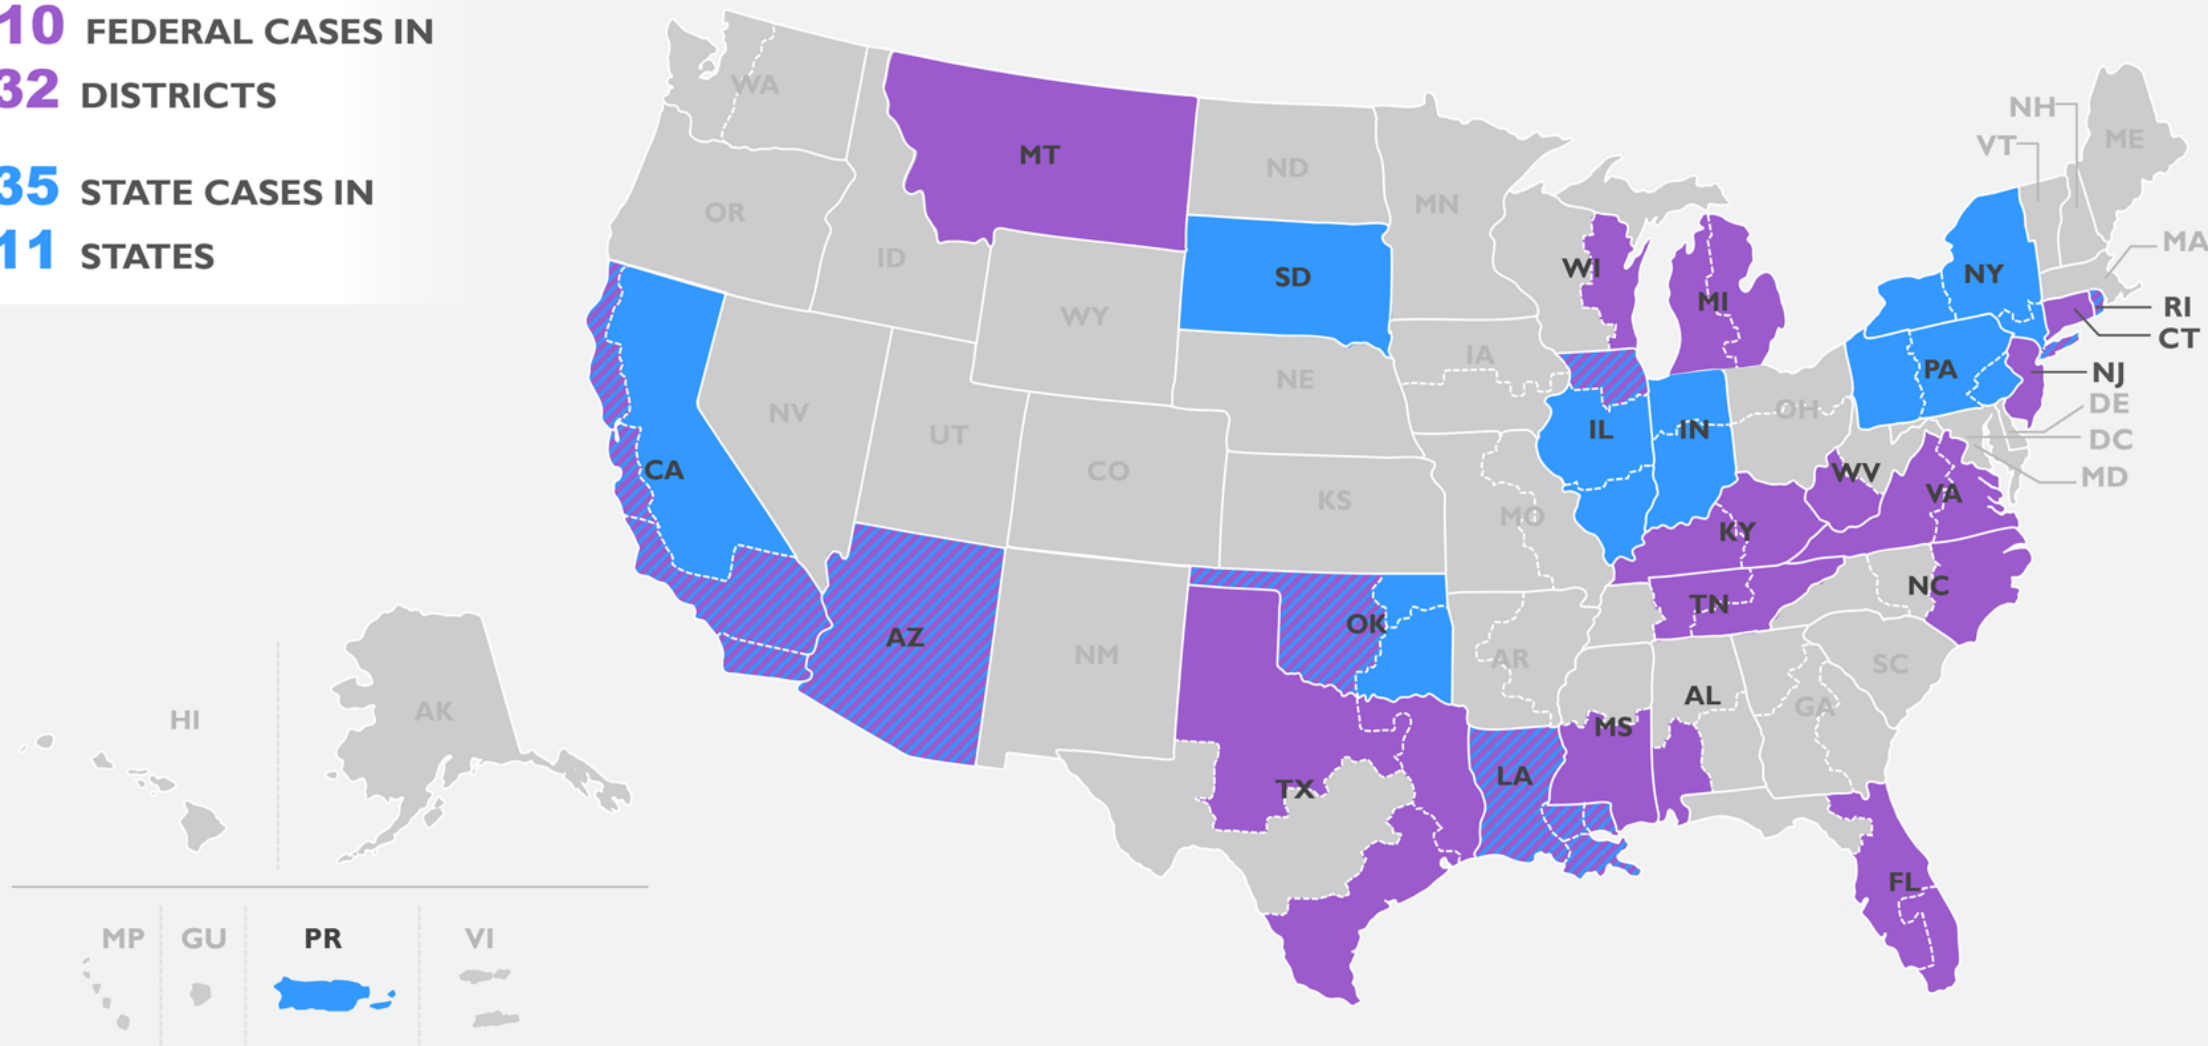 10 FEDERAL CASES IN
32 DISTRICTS
35 STATE CASES IN
11 STATES
WA
MT
ND
MN
NH
VT
ME
OR
ID
SD
WI
MI
NY
MA
RI
CT
WY
IA
NE
NV
UT
CO
KS
MO
IL
IN
OH
PA
NJ
DE
DC
MD
CA
WV
VA
KY
TN
NC
AZ
NM
OK
AR
SC
HI
AK
TX
LA
MS
AL
GA
FL
MP
GU
PR
VI